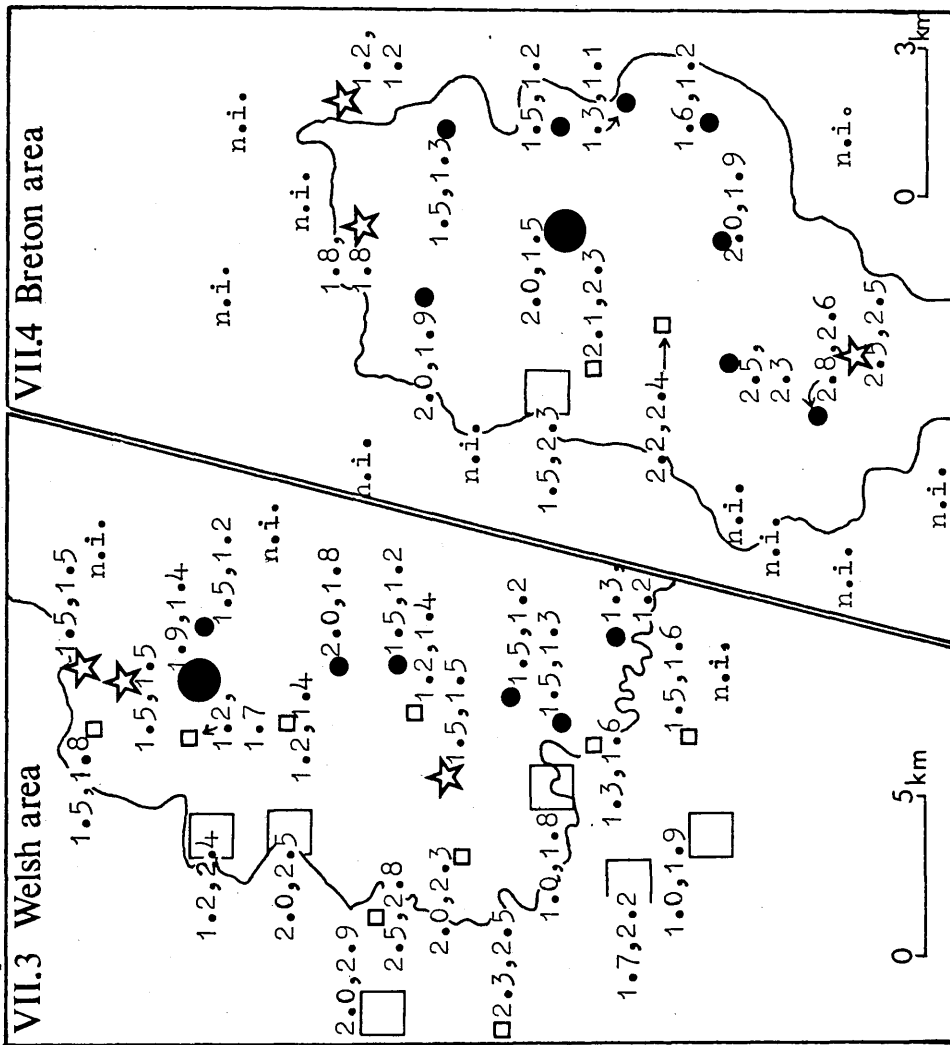 VII.3 Welsh area
1.5,1.5
1.5,1.8
n.i.
1.5,1.5
1.9,1.4
1.2,
1.7
1.5,1.2
1.2,2.4
n.i.
1.2,1.4
2.0,2.5
2.0,1.8
2.0,2.9
2.5,2.8
1.5,1.2
1.2,1.4
2.0,2.3
1.5,1.5
2.3,2.5
1.5,1.2
1.5,1.3
1.0,1.8
1.3,1.6
1.3,
1.2
1.7,2.2
1.0,1.9
1.5,1.6
n.i.
0 5 km
VII.4 Breton area
n.i.
n.i.
n.i.
1.8,
1.8
1.2,
1.2
n.i.
2.0,1.9
1.5,1.3
n.i.
2.0,1.5
1.5,1.2
1.5,2.3
2.1,2.3
1.3,1.1
2.2,2.4
1.6,1.2
n.i.
2.0,1.9
2.5,
2.3
n.i.
2.8,2.6
n.i.
n.i.
2.5,2.5
n.i.
0 3 km